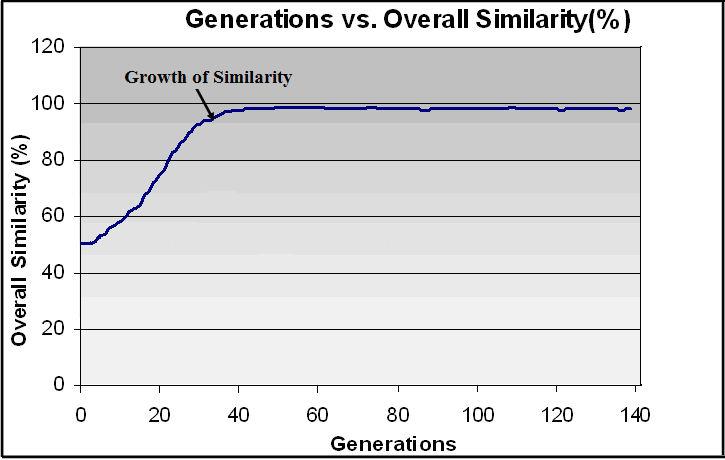 Generations vs. Overall Similarity(%)
120
Growth of Similarity
100
80
60
40
20
0
Overall Similarity (%)
0 20 40 60 80 100 120 140
Generations